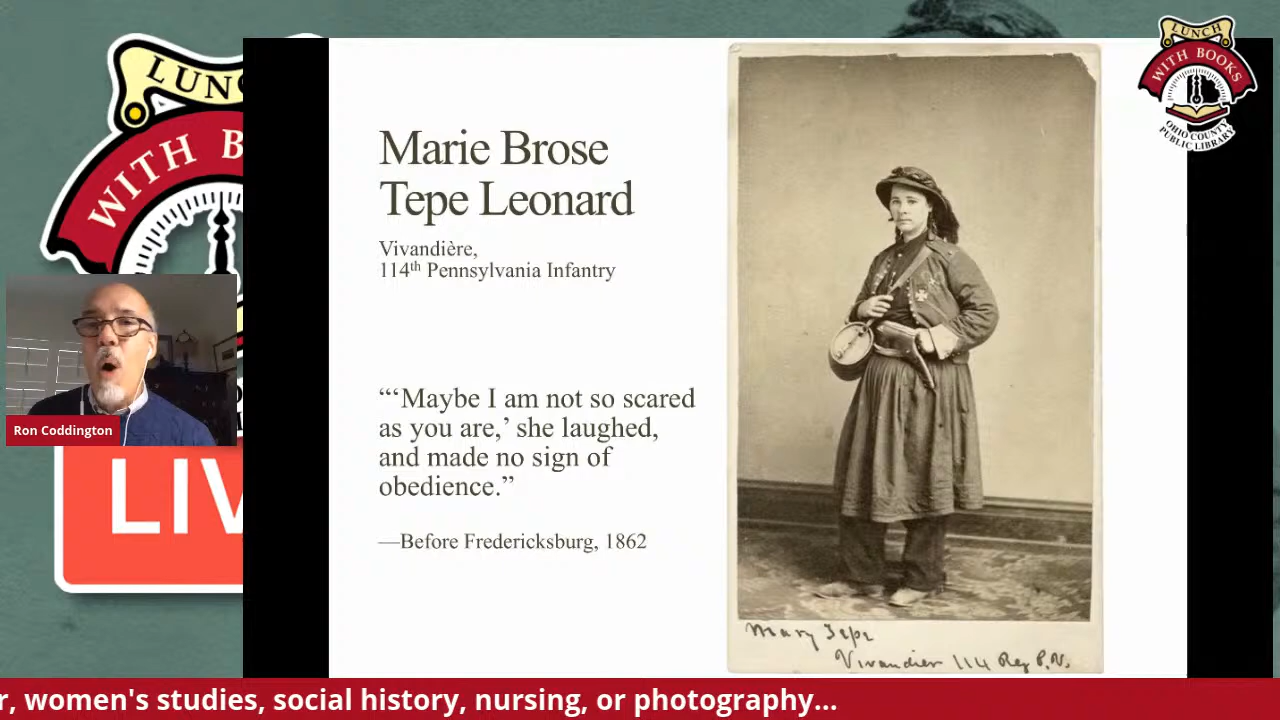 LUNCH
WITH BOOKS
OHIO COUNTY
PUBLIC LIBRARY
WITH B
Marie Brose
Tepe Leonard
Vivandière,
114th Pennsylvania Infantry
“‘Maybe I am not so scared
as you are,’ she laughed,
and made no sign of
obedience.”
—Before Fredericksburg, 1862
Mary Tepe
Vivandier 114 Reg P.V.
Ron Coddington
LIV
r, women's studies, social history, nursing, or photography...